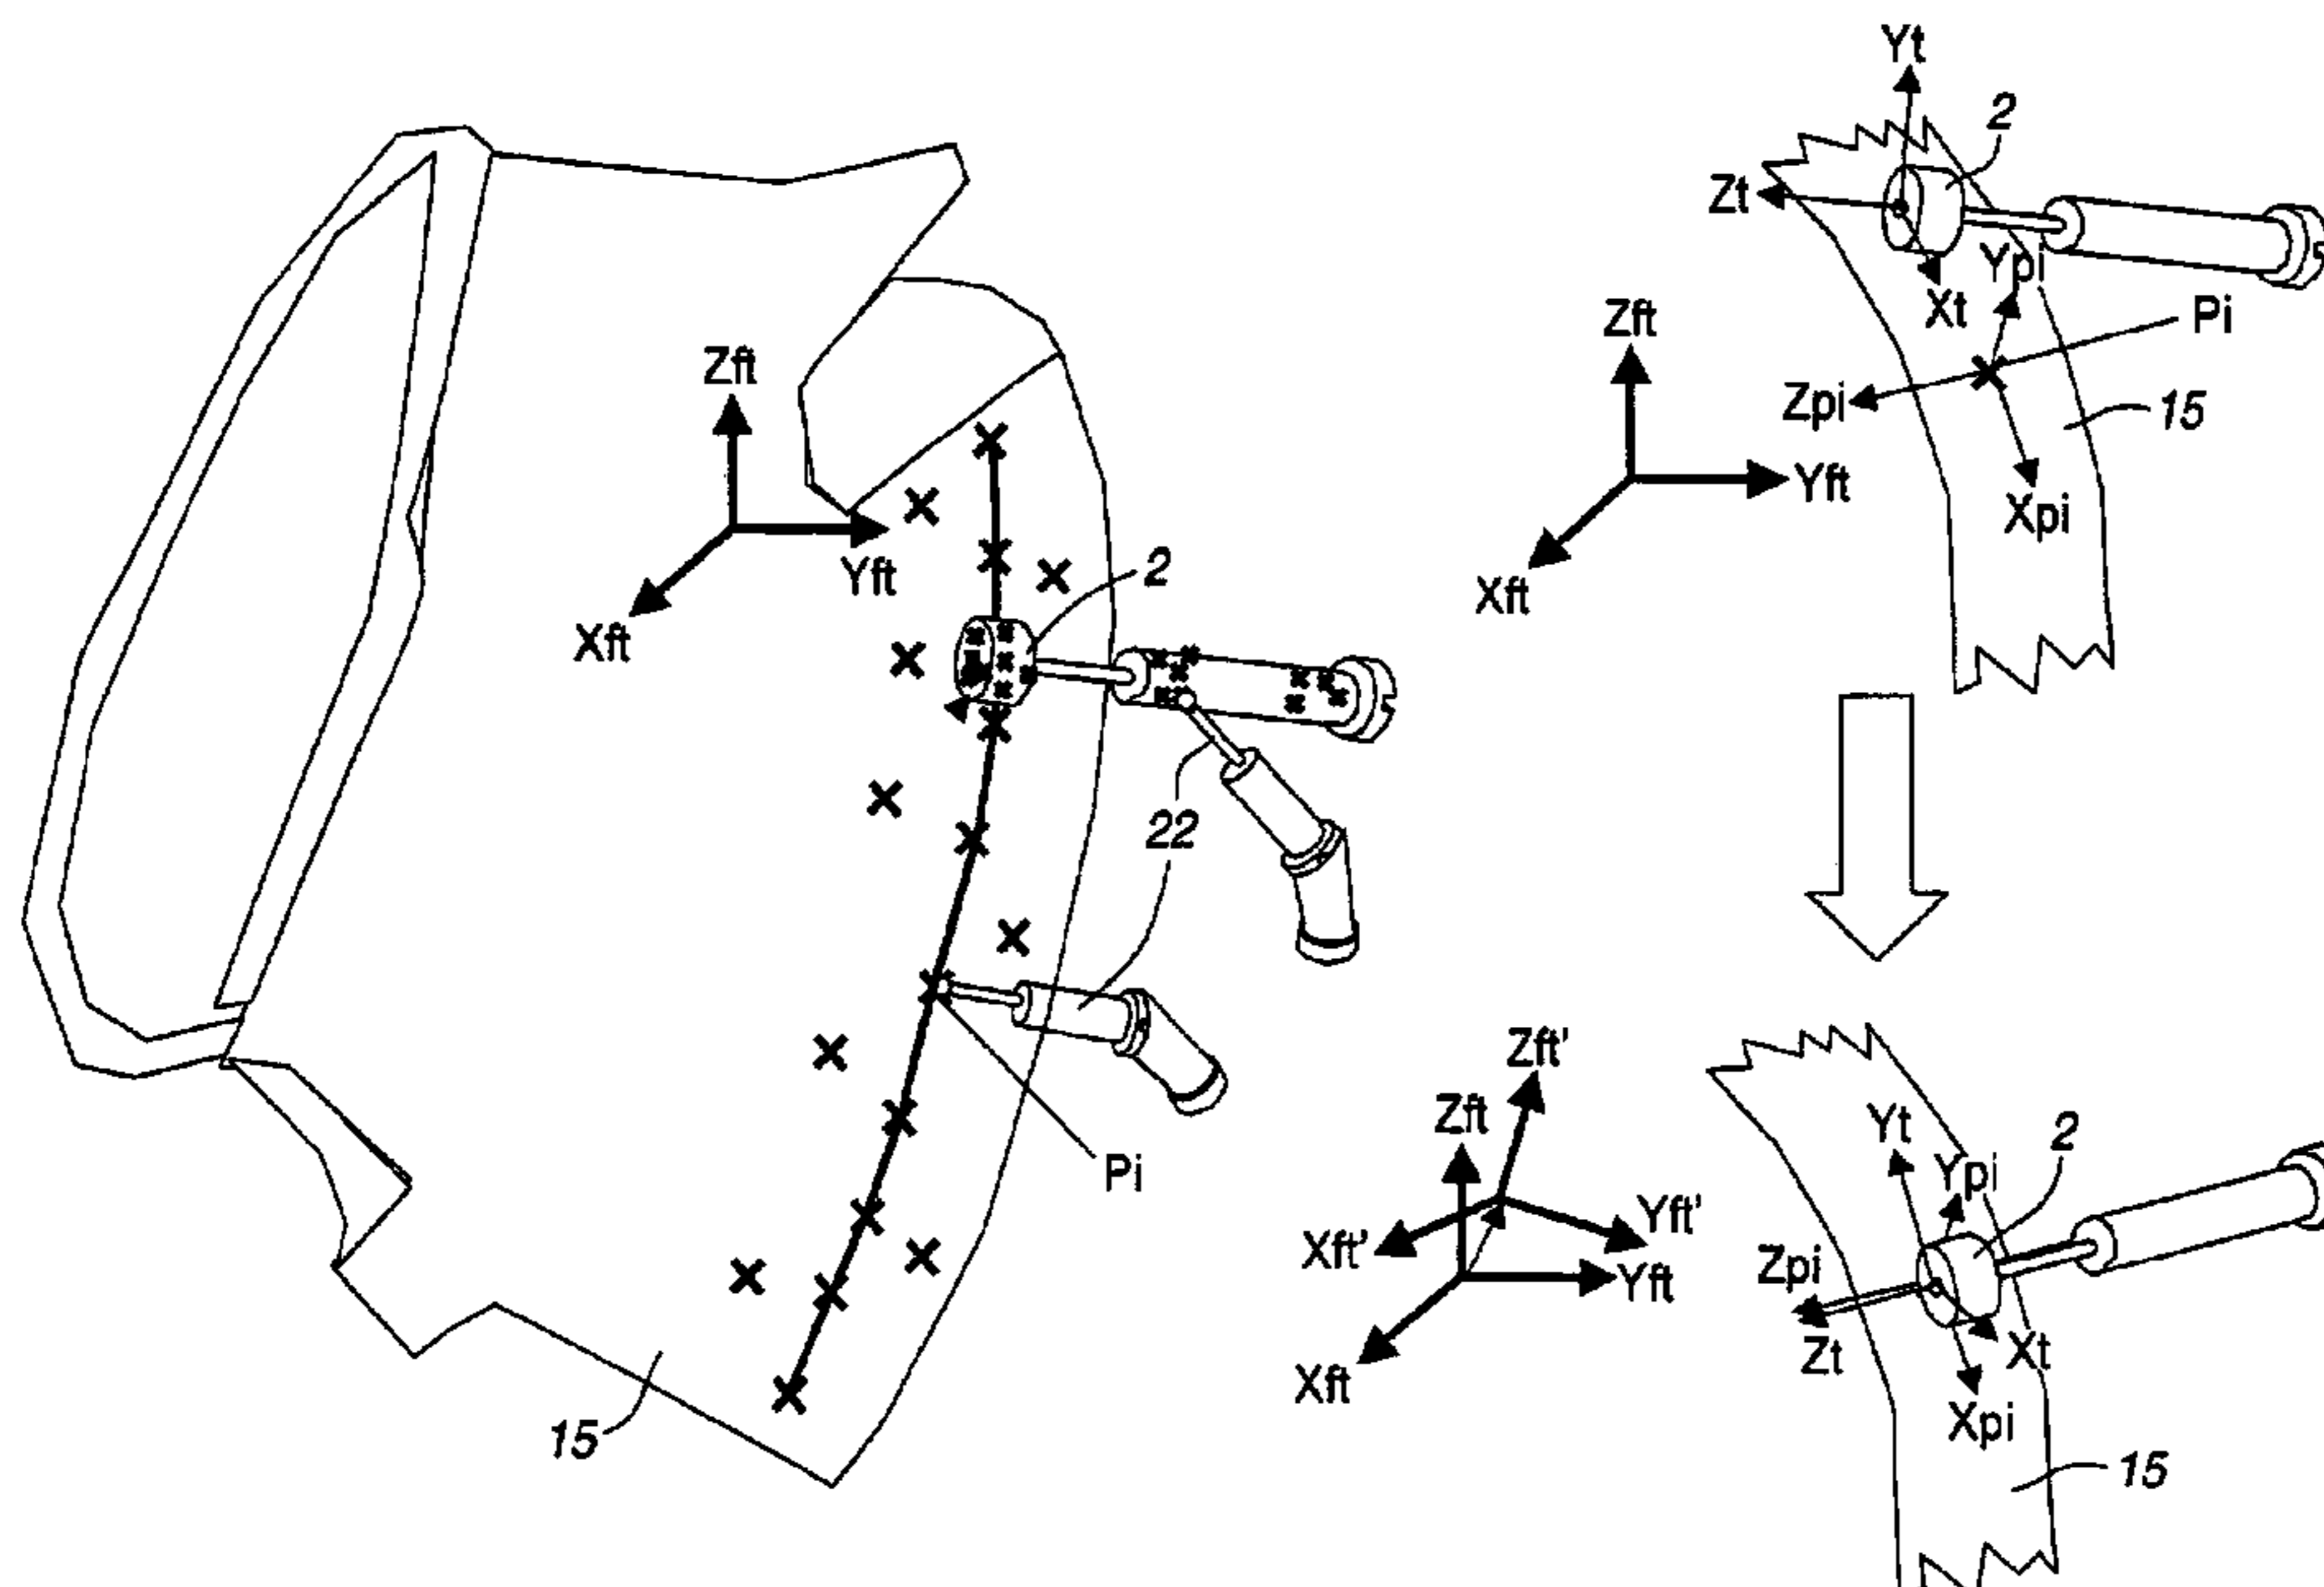 Zft
Yft
Xft
2
22
Pi
15
Yt
2
Zt
Xt
Ypi
Pi
Zpi
15
Xpi
Zft
Yft
Xft
Zft'
Zft
Xft'
Yft'
Yft
Xft
Yt
Ypi
2
Zpi
Zt
Xt
Xpi
15